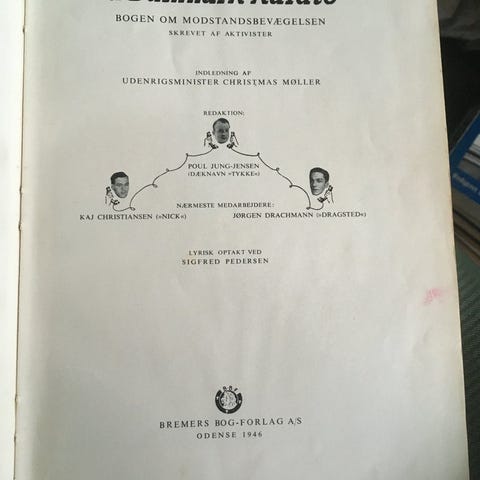 BOGEN OM MODSTANDSBEVÆGELSEN
SKREVET AF AKTIVISTER
INDLEDNING AF
UDENRIGSMINISTER CHRISTMAS MØLLER
REDAKTION:
POUL JUNG-JENSEN
(DÆKNAVN »TYKKE«)
NÆRMESTE MEDARBEJDERE:
KAJ CHRISTIANSEN (»NICK«)
JØRGEN DRACHMANN (»DRAGSTED«)
LYRISK OPTAKT VED
SIGFRED PEDERSEN
BREMERS BOG-FORLAG A/S
ODENSE 1946